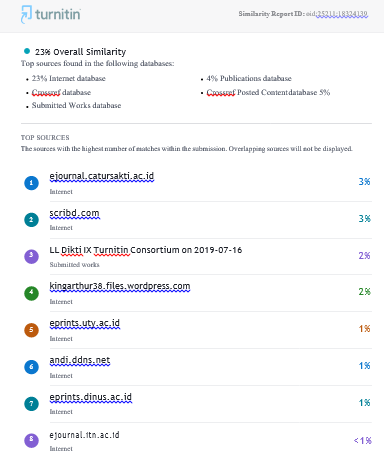 turnitin
Similarity Report ID: oid:25211:18324138
23% Overall Similarity
Top sources found in the following databases:
• 23% Internet database • 4% Publications database
• Crossref database • Crossref Posted Content database 5%
• Submitted Works database
TOP SOURCES
The sources with the highest number of matches within the submission. Overlapping sources will not be displayed.
1 ejournal.catursakti.ac.id 3%
Internet
2 scribd.com 3%
Internet
3 LL Dikti IX Turnitin Consortium on 2019-07-16 2%
Submitted works
4 kingarthur38.files.wordpress.com 2%
Internet
5 eprints.uty.ac.id 1%
Internet
6 andi.ddns.net 1%
Internet
7 eprints.dinus.ac.id 1%
Internet
8 ejournal.itn.ac.id <1%
Internet